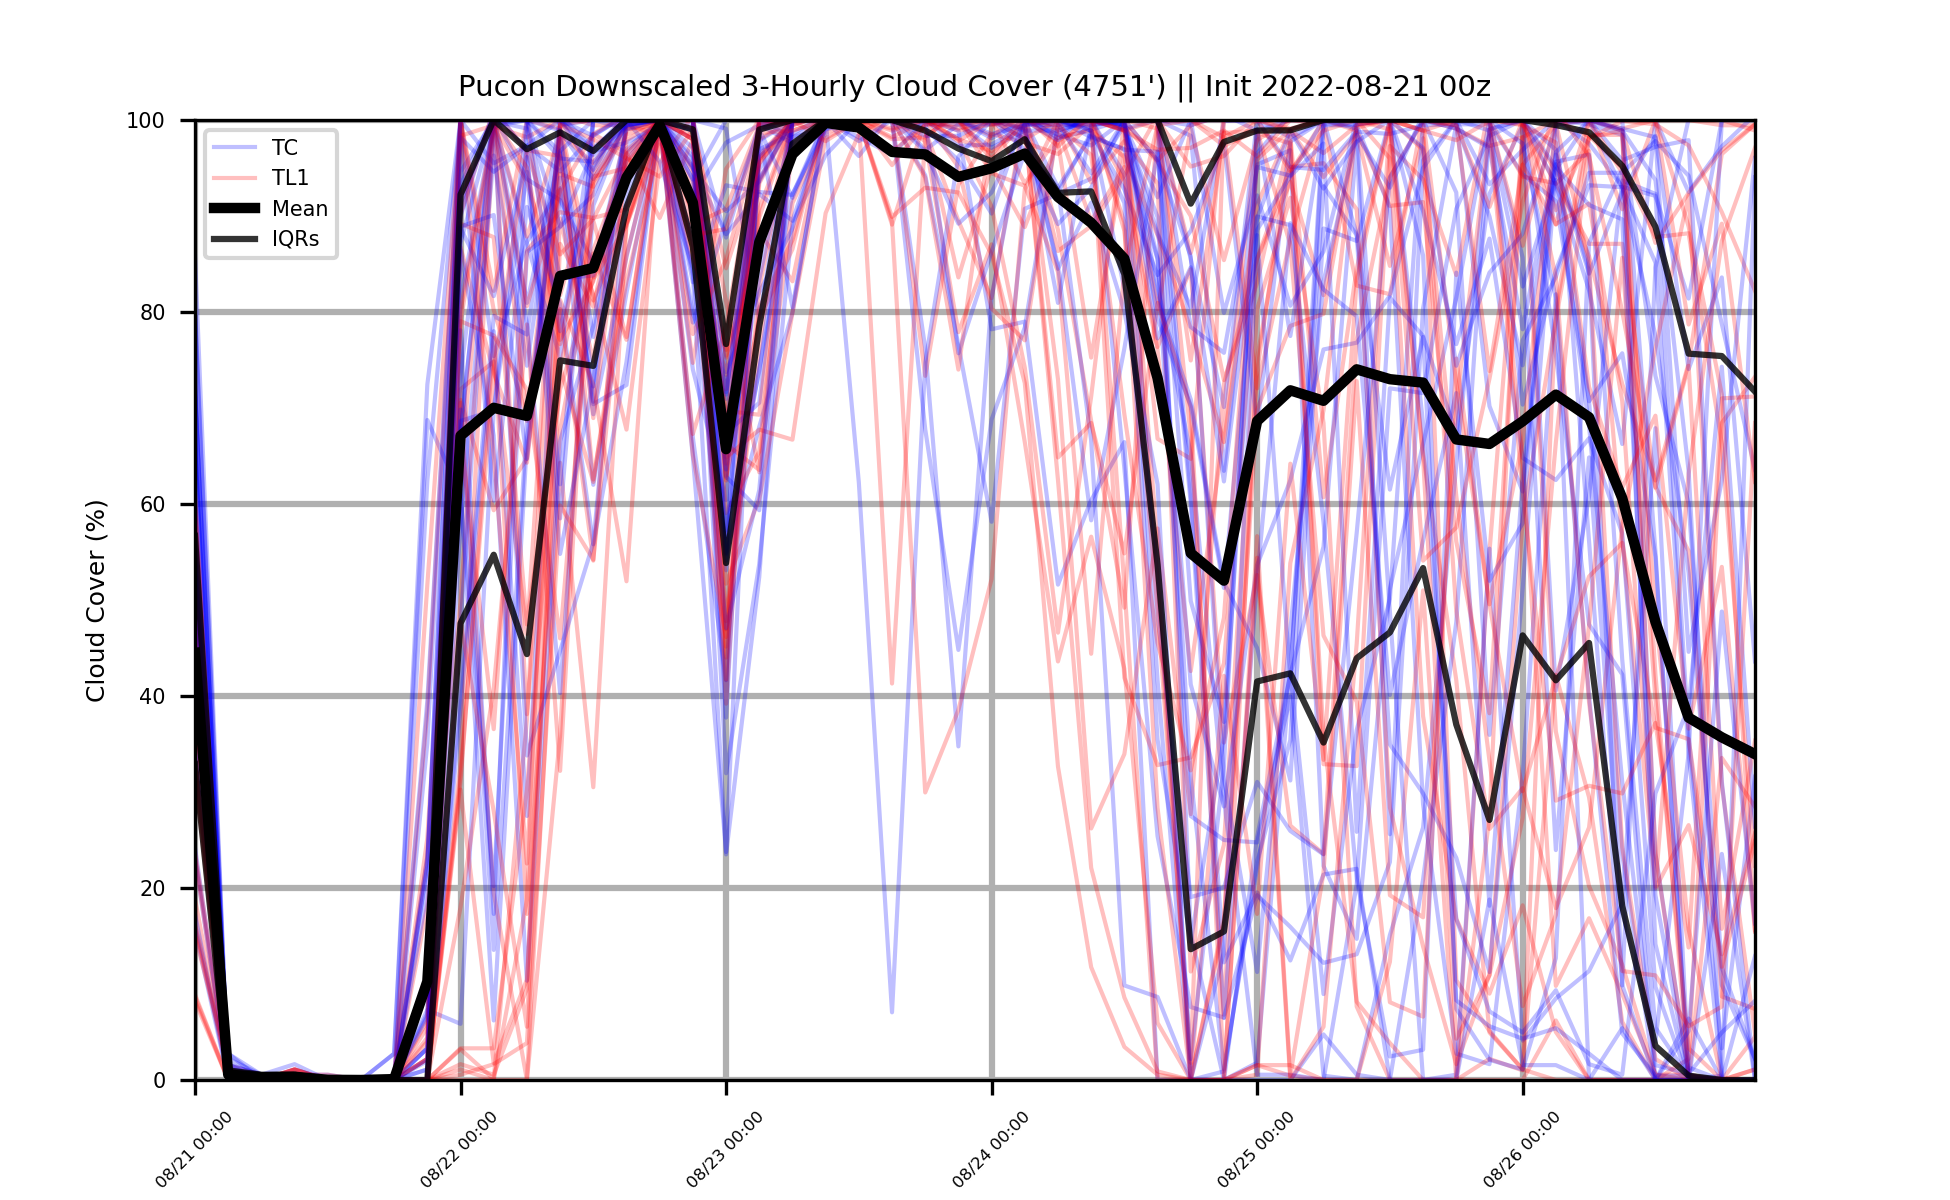 Pucon Downscaled 3-Hourly Cloud Cover (4751') || Init 2022-08-21 00z
100
80
60
40
20
0
Cloud Cover (%)
TC
TL1
Mean
IQRs
08/21 00:00
08/22 00:00
08/23 00:00
08/24 00:00
08/25 00:00
08/26 00:00